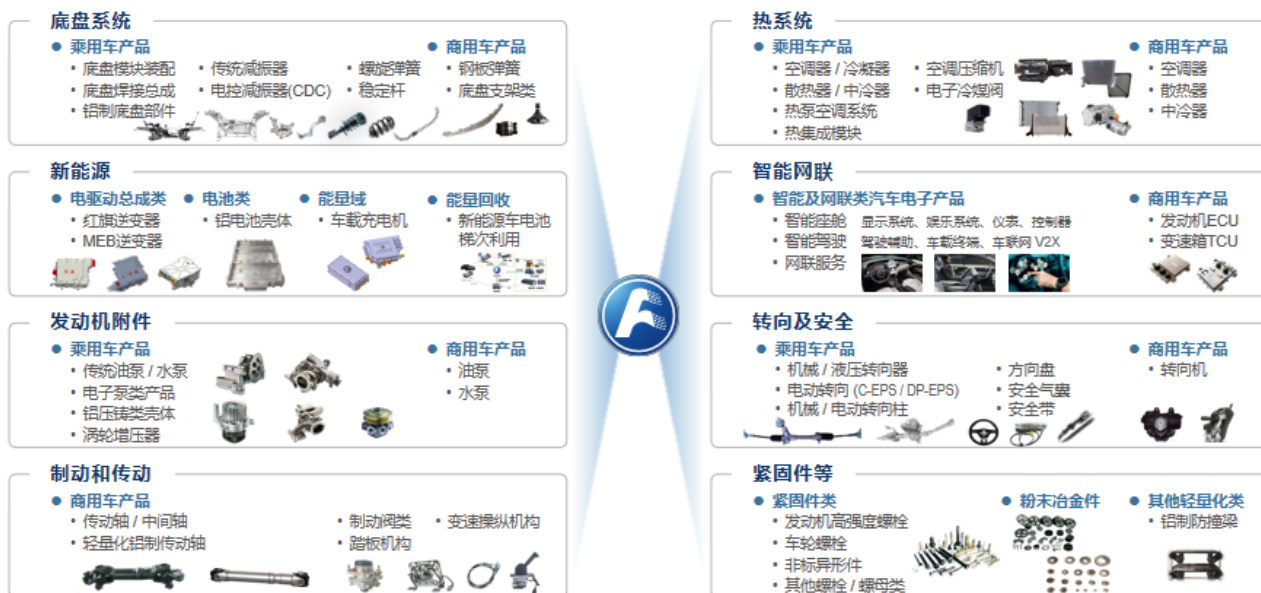 底盘系统
乘用车产品
底盘模块装配
底盘焊接总成
铝制底盘部件
传统减振器
电控减振器(CDC)
螺旋弹簧
稳定杆
商用车产品
钢板弹簧
底盘支架类
新能源
电驱动总成类
红旗逆变器
MEB逆变器
电池类
铝电池壳体
能量域
车载充电机
能量回收
新能源车电池
梯次利用
发动机附件
乘用车产品
传统油泵 / 水泵
电子泵类产品
铝压铸类壳体
涡轮增压器
商用车产品
油泵
水泵
制动和传动
商用车产品
传动轴 / 中间轴
轻量化铝制传动轴
制动阀类
踏板机构
变速操纵机构
热系统
乘用车产品
空调器 / 冷凝器
散热器 / 中冷器
热泵空调系统
热集成模块
空调压缩机
电子冷媒阀
商用车产品
空调器
散热器
中冷器
智能网联
智能及网联类汽车电子产品
智能座舱 显示系统、娱乐系统、仪表、控制器
智能驾驶 驾驶辅助、车载终端、车联网 V2X
网联服务
商用车产品
发动机ECU
变速箱TCU
转向及安全
乘用车产品
机械 / 液压转向器
电动转向 (C-EPS / DP-EPS)
机械 / 电动转向柱
方向盘
安全气囊
安全带
商用车产品
转向机
紧固件等
紧固件类
发动机高强度螺栓
车轮螺栓
非标异形件
其他螺栓 / 螺母类
粉末冶金件
其他轻量化类
铝制防撞梁